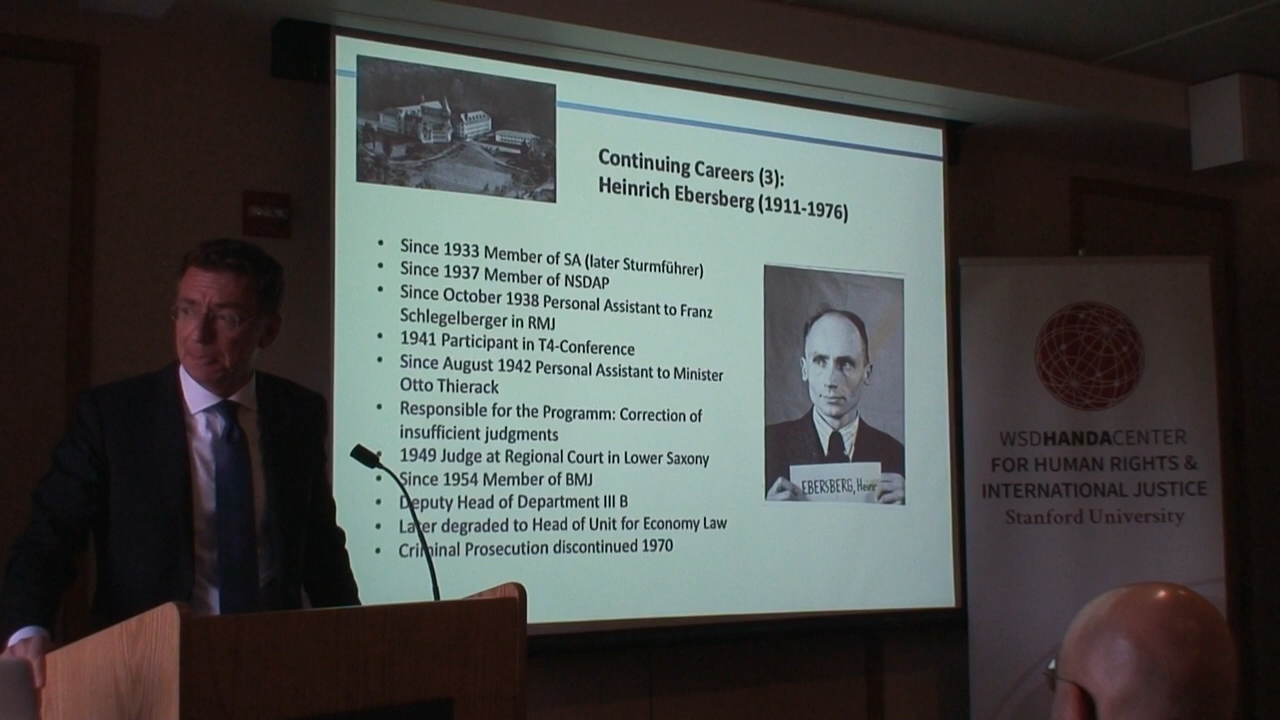 Continuing Careers (3):
Heinrich Ebersberg (1911-1976)
• Since 1933 Member of SA (later Sturmführer)
• Since 1937 Member of NSDAP
• Since October 1938 Personal Assistant to Franz
Schlegelberger in RMJ
• 1941 Participant in T4-Conference
• Since August 1942 Personal Assistant to Minister
Otto Thierack
• Responsible for the Programm: Correction of
insufficient judgments
• 1949 Judge at Regional Court in Lower Saxony
• Since 1954 Member of BMJ
• Deputy Head of Department III B
• Later degraded to Head of Unit for Economy Law
• Criminal Prosecution discontinued 1970
EBERSBERG, Herr
WSDHANDACENTER
FOR HUMAN RIGHTS &
INTERNATIONAL JUSTICE
Stanford University